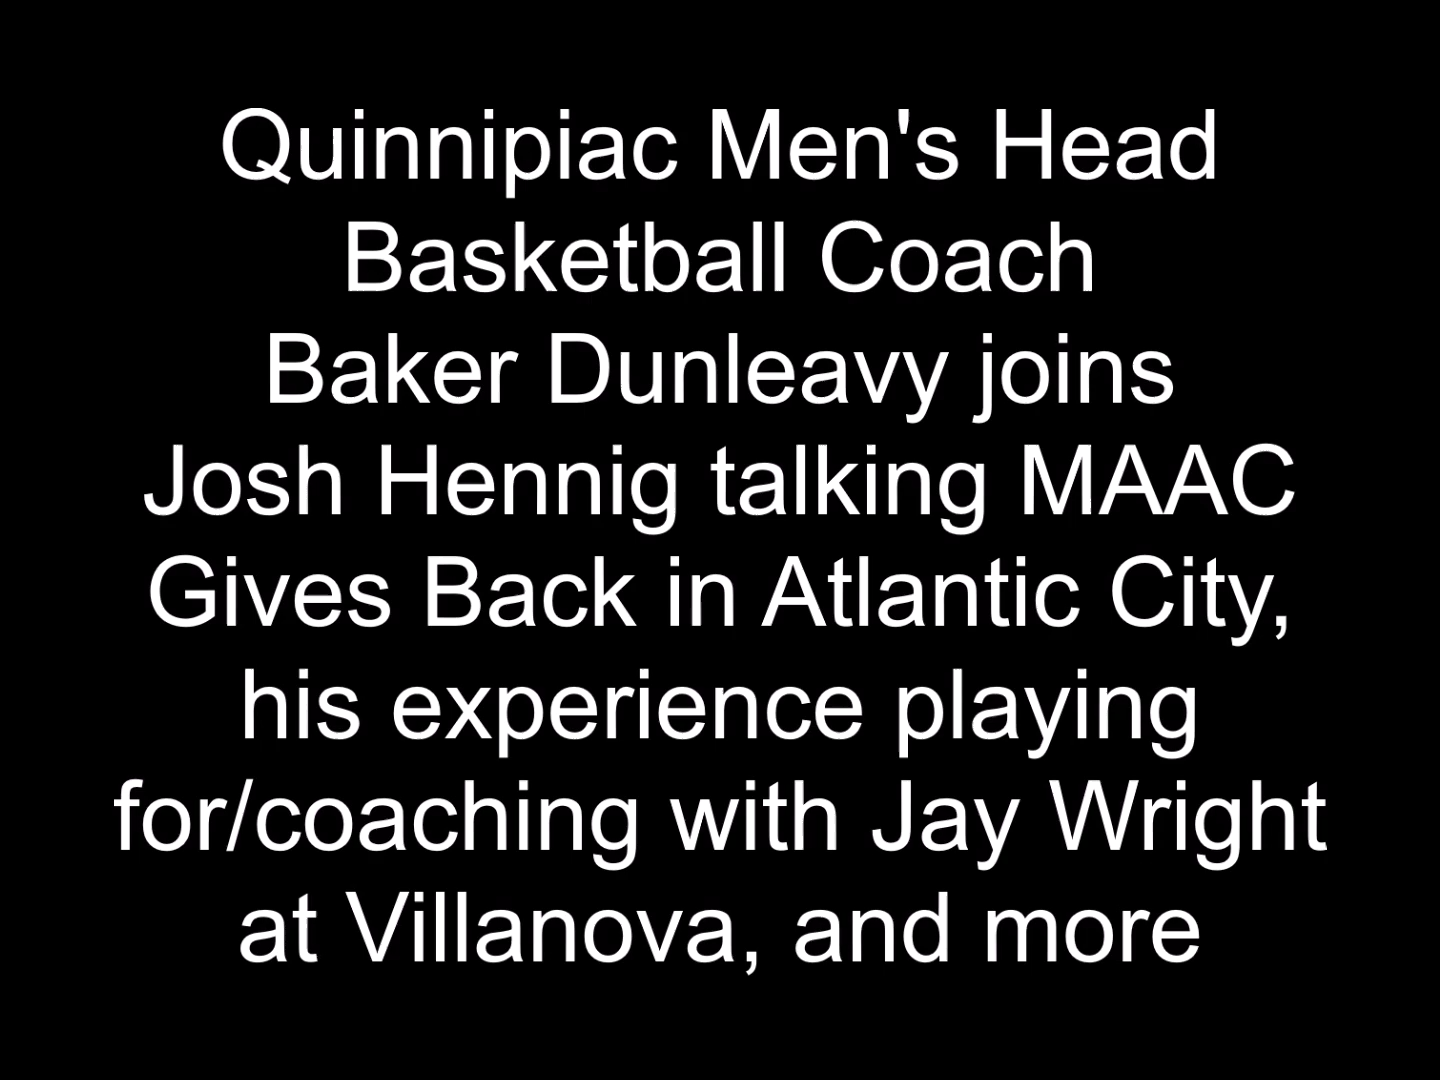 Quinnipiac Men's Head
Basketball Coach
Baker Dunleavy joins
Josh Hennig talking MAAC
Gives Back in Atlantic City,
his experience playing
for/coaching with Jay Wright
at Villanova, and more